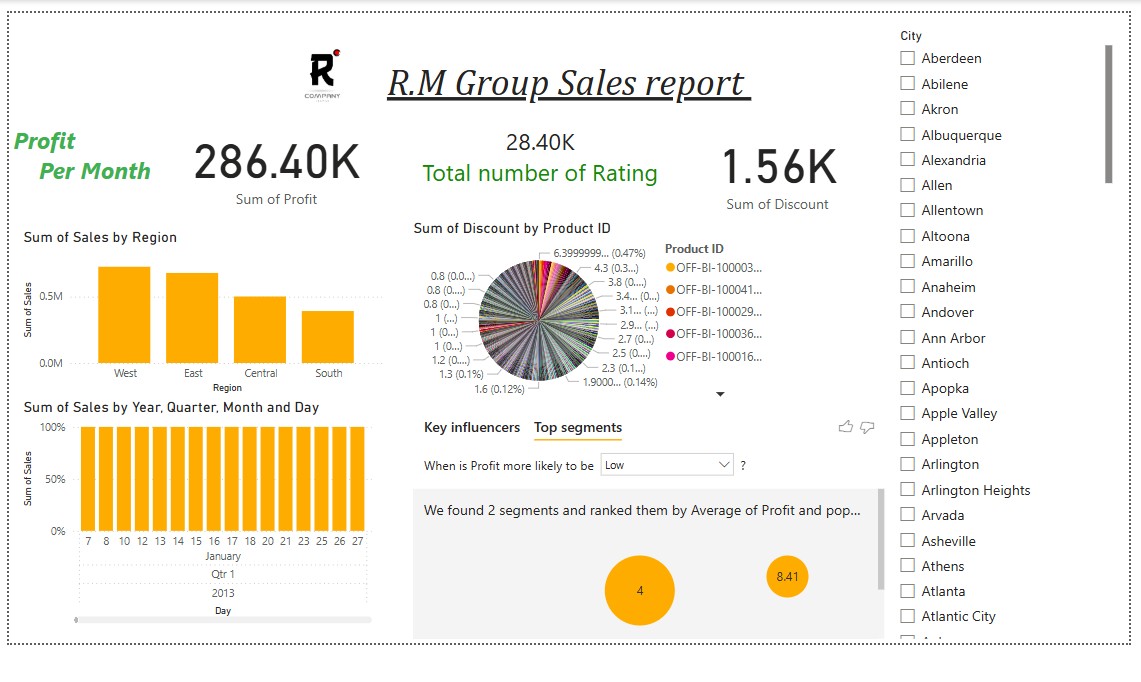 R
COMPANY
R.M Group Sales report
Profit
Per Month
286.40K
Sum of Profit
28.40K
Total number of Rating
1.56K
Sum of Discount
Sum of Sales by Region
Sum of Sales
0.5M
0.0M
West East Central South
Region
Sum of Sales by Year, Quarter, Month and Day
Sum of Sales
100%
50%
0%
7 8 10 12 13 14 15 16 17 18 20 21 23 25 26 27
January
Qtr 1
2013
Day
Sum of Discount by Product ID
6.3999999... (0.47%)
4.3 (0.3...)
3.8 (0....)
3.4... (0...)
3.1... (...)
2.9... (...)
2.7 (0...)
2.5 (0....)
2.3 (0.1...)
1.9000... (0.14%)
1.6 (0.12%)
1.3 (0.1%)
1.2 (0....)
1 (0...)
1 (0...)
1 (0...)
0.8 (0...)
0.8 (0....)
0.8 (0.0...)
Product ID
OFF-BI-100003...
OFF-BI-100041...
OFF-BI-100029...
OFF-BI-100036...
OFF-BI-100016...
Key influencers Top segments
When is Profit more likely to be Low ?
We found 2 segments and ranked them by Average of Profit and pop...
4
8.41
City
Aberdeen
Abilene
Akron
Albuquerque
Alexandria
Allen
Allentown
Altoona
Amarillo
Anaheim
Andover
Ann Arbor
Antioch
Apopka
Apple Valley
Appleton
Arlington
Arlington Heights
Arvada
Asheville
Athens
Atlanta
Atlantic City